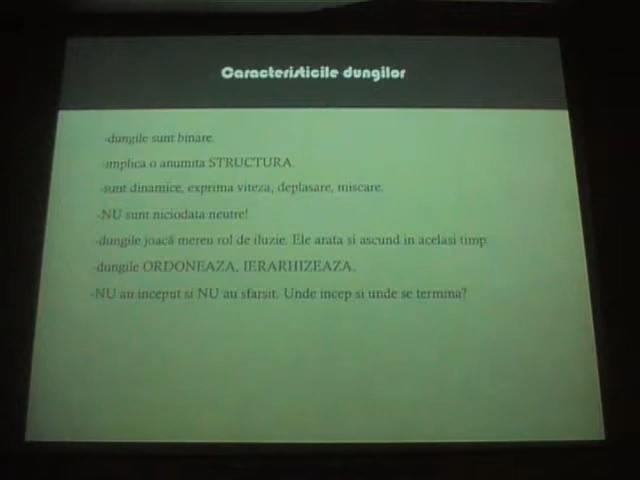 Caracteristicile dungilor
-dungile sunt binare.
-implica o anumita STRUCTURA.
-sunt dinamice, exprima viteza, deplasare, miscare.
-NU sunt niciodata neutre!
-dungile joacă mereu rol de iluzie. Ele arata si ascund in acelasi timp.
-dungile ORDONEAZA, IERARHIZEAZA.
-NU au inceput si NU au sfarsit. Unde incep si unde se termina?